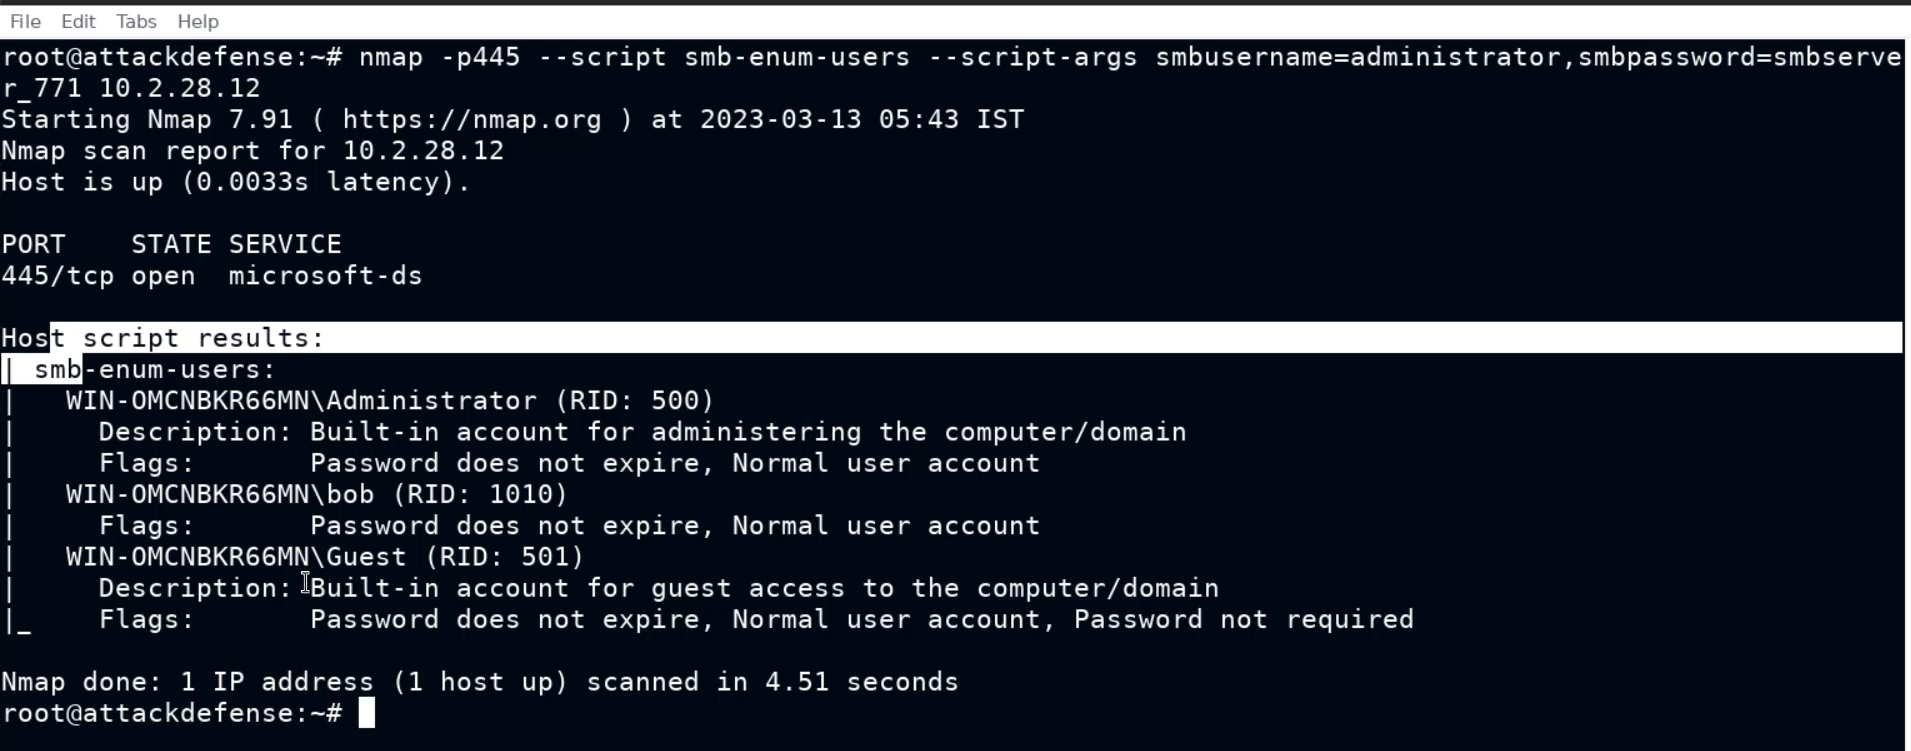 File Edit Tabs Help
root@attackdefense:~# nmap -p445 --script smb-enum-users --script-args smbusername=administrator,smbpassword=smbserve
r_771 10.2.28.12
Starting Nmap 7.91 ( https://nmap.org ) at 2023-03-13 05:43 IST
Nmap scan report for 10.2.28.12
Host is up (0.0033s latency).
PORT    STATE SERVICE
445/tcp open  microsoft-ds
Host script results:
| smb-enum-users:
|   WIN-OMCNBKR66MN\Administrator (RID: 500)
|     Description: Built-in account for administering the computer/domain
|     Flags:       Password does not expire, Normal user account
|   WIN-OMCNBKR66MN\bob (RID: 1010)
|     Flags:       Password does not expire, Normal user account
|   WIN-OMCNBKR66MN\Guest (RID: 501)
|     Description: Built-in account for guest access to the computer/domain
|_    Flags:       Password does not expire, Normal user account, Password not required
Nmap done: 1 IP address (1 host up) scanned in 4.51 seconds
root@attackdefense:~#